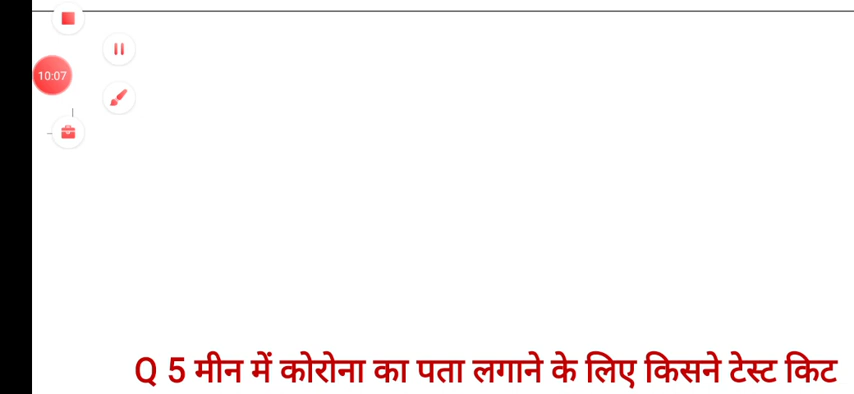 10:07
Q 5 मीन में कोरोना का पता लगाने के लिए किसने टेस्ट किट